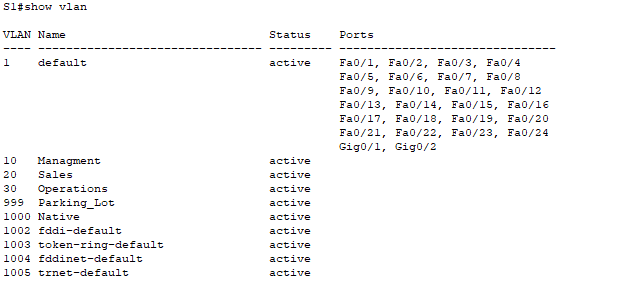 S1#show vlan
VLAN Name                             Status    Ports
---- -------------------------------- --------- -------------------------------
1    default                          active    Fa0/1, Fa0/2, Fa0/3, Fa0/4
                                                Fa0/5, Fa0/6, Fa0/7, Fa0/8
                                                Fa0/9, Fa0/10, Fa0/11, Fa0/12
                                                Fa0/13, Fa0/14, Fa0/15, Fa0/16
                                                Fa0/17, Fa0/18, Fa0/19, Fa0/20
                                                Fa0/21, Fa0/22, Fa0/23, Fa0/24
                                                Gig0/1, Gig0/2
10   Managment                        active
20   Sales                            active
30   Operations                       active
999  Parking_Lot                      active
1000 Native                           active
1002 fddi-default                     active
1003 token-ring-default               active
1004 fddinet-default                  active
1005 trnet-default                    active